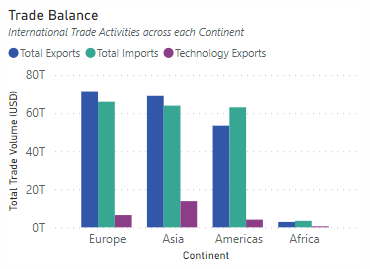 Trade Balance
International Trade Activities across each Continent
Total Exports Total Imports Technology Exports
80T
60T
40T
20T
0T
Total Trade Volume (USD)
Europe Asia Americas Africa
Continent